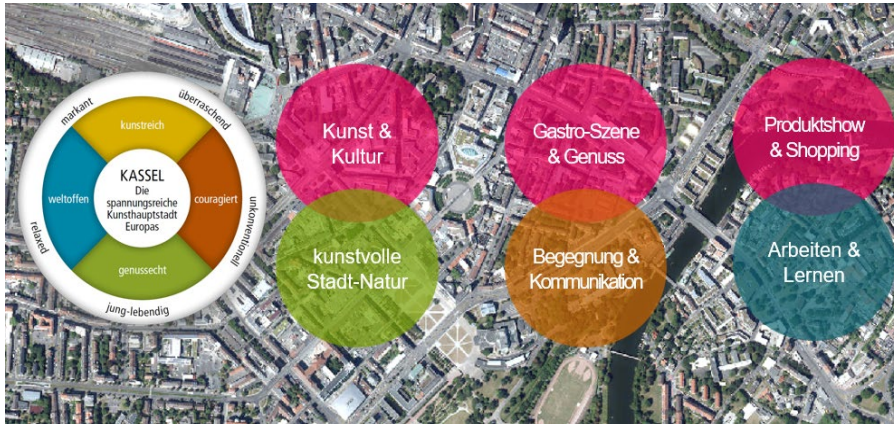 markant
überraschend
unkonventionell
jung-lebendig
relaxed
kunstreich
couragiert
genussecht
weltoffen
KASSEL
Die
spannungsreiche
Kunsthauptstadt
Europas
Kunst &
Kultur
kunstvolle
Stadt-Natur
Gastro-Szene
& Genuss
Begegnung &
Kommunikation
Produktshow
& Shopping
Arbeiten &
Lernen